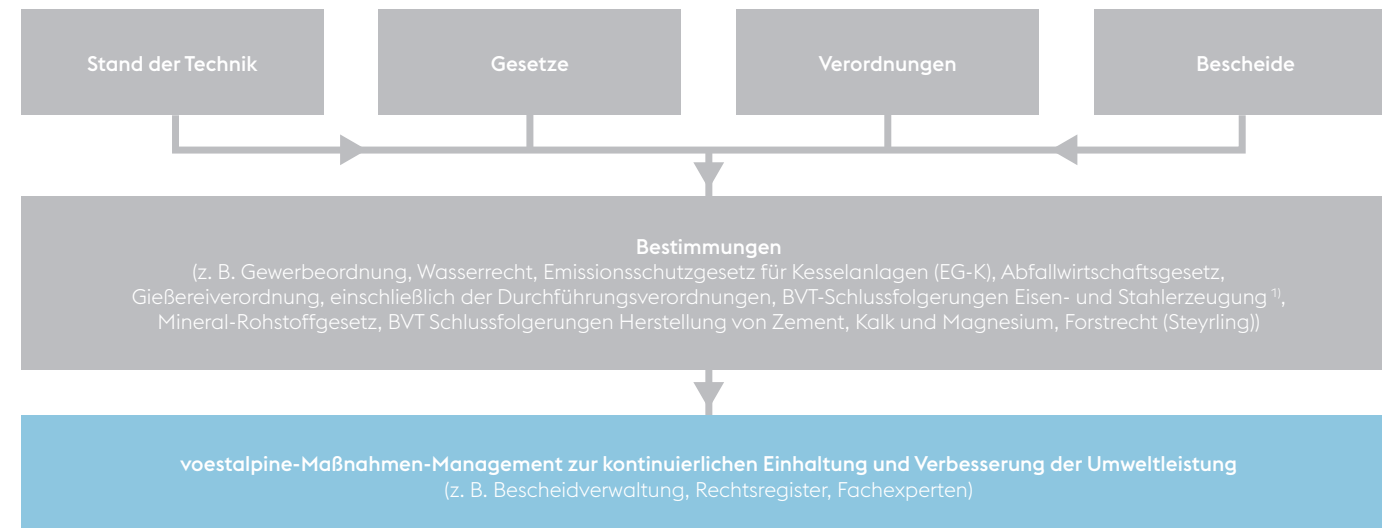 Stand der Technik
Gesetze
Verordnungen
Bescheide
Bestimmungen
(z. B. Gewerbeordnung, Wasserrecht, Emissionsschutzgesetz für Kesselanlagen (EG-K), Abfallwirtschaftsgesetz,
Gießereiverordnung, einschließlich der Durchführungsverordnungen, BVT-Schlussfolgerungen Eisen- und Stahlerzeugung ¹⁾,
Mineral-Rohstoffgesetz, BVT Schlussfolgerungen Herstellung von Zement, Kalk und Magnesium, Forstrecht (Steyrling))
voestalpine-Maßnahmen-Management zur kontinuierlichen Einhaltung und Verbesserung der Umweltleistung
(z. B. Bescheidverwaltung, Rechtsregister, Fachexperten)